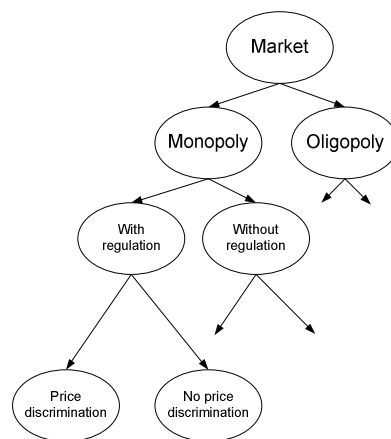 Market
Monopoly
Oligopoly
With
regulation
Without
regulation
Price
discrimination
No price
discrimination